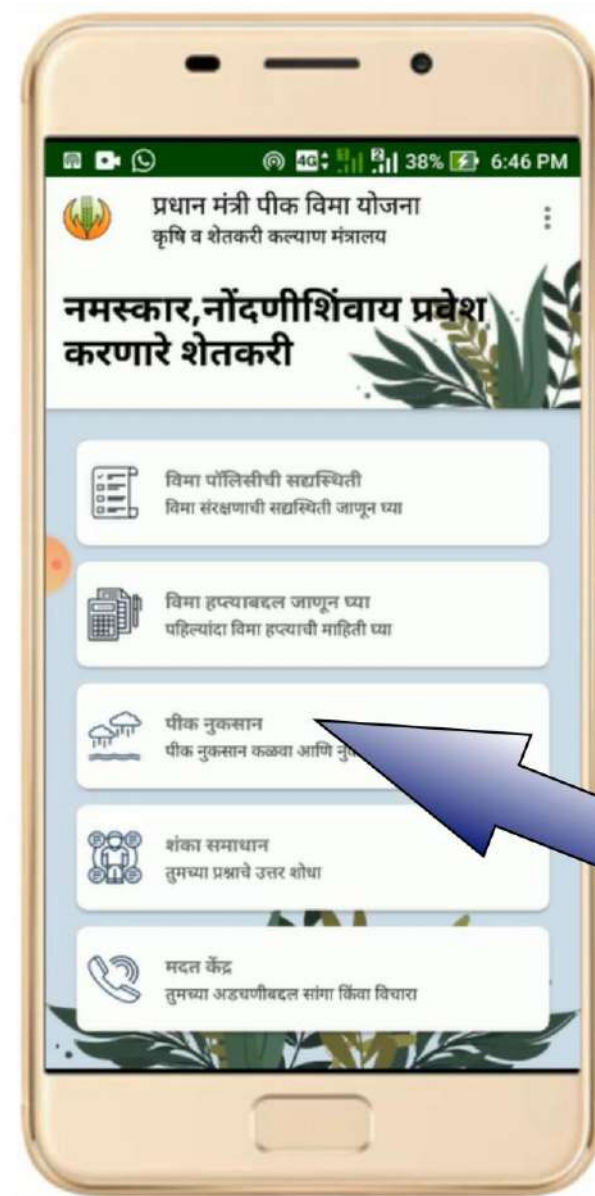 4G 38% 6:46 PM
प्रधान मंत्री पीक विमा योजना
कृषि व शेतकरी कल्याण मंत्रालय
नमस्कार,नोंदणीशिंवाय प्रवेश
करणारे शेतकरी
विमा पॉलिसीची सद्यस्थिती
विमा संरक्षणाची सद्यस्थिती जाणून घ्या
विमा हप्त्याबद्दल जाणून घ्या
पहिल्यांदा विमा हप्त्याची माहिती घ्या
पीक नुकसान
पीक नुकसान कळवा आणि
शंका समाधान
तुमच्या प्रश्नाचे उत्तर शोधा
मदत केंद्र
तुमच्या अडचणीबद्दल सांगा किंवा विचारा